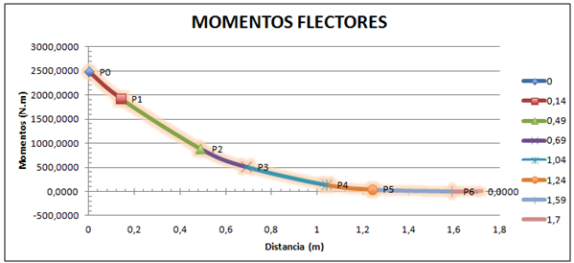 MOMENTOS FLECTORES
Momentos (N.m)
3000,0000
2500,0000
2000,0000
1500,0000
1000,0000
500,0000
0,0000
-500,0000
P0
P1
P2
P3
P4
P5
P6
0,0000
0
0,2
0,4
0,6
0,8
1
1,2
1,4
1,6
1,8
Distancia (m)
0
0,14
0,49
0,69
1,04
1,24
1,59
1,7